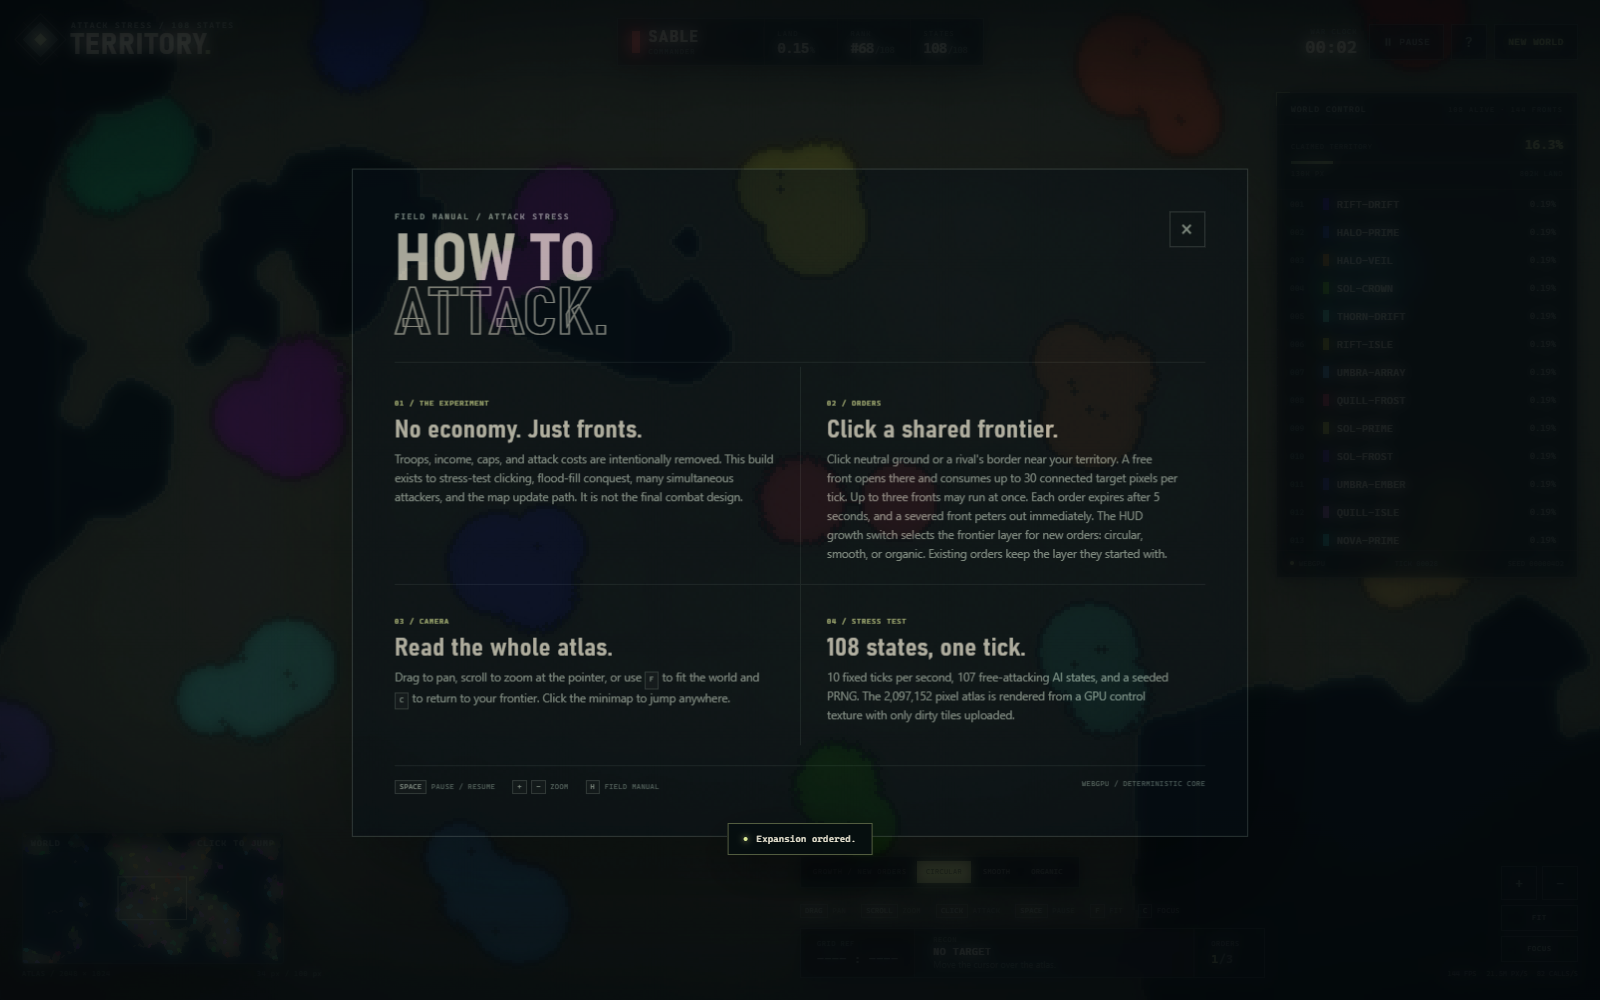 ATTACK STRESS
TERRITORY.
SABLE
0.15
#68
108
00:02
PAUSE
?
NEW WORLD
WORLD CONTROL
16.3%
RIFT-DRIFT
HALO-PRIME
HALO-VEIL
SOL-CROWN
THORN-DRIFT
RIFT-ISLE
UMBRA-ARRAY
QUILL-FROST
SOL-PRIME
SOL-FROST
UMBRA-EMBER
QUILL-ISLE
NOVA-PRIME
FIELD MANUAL / ATTACK STRESS
HOW TO
ATTACK.
×
01 / THE EXPERIMENT
No economy. Just fronts.
Troops, income, caps, and attack costs are intentionally removed. This build
exists to stress-test clicking, flood-fill conquest, many simultaneous
attackers, and the map update path. It is not the final combat design.
02 / ORDERS
Click a shared frontier.
Click neutral ground or a rival's border near your territory. A free
front opens there and consumes up to 30 connected target pixels per
tick. Up to three fronts may run at once. Each order expires after 5
seconds, and a severed front peters out immediately. The HUD
growth switch selects the frontier layer for new orders: circular,
smooth, or organic. Existing orders keep the layer they started with.
03 / CAMERA
Read the whole atlas.
Drag to pan, scroll to zoom at the pointer, or use F to fit the world and
C to return to your frontier. Click the minimap to jump anywhere.
04 / STRESS TEST
108 states, one tick.
10 fixed ticks per second, 107 free-attacking AI states, and a seeded
PRNG. The 2,097,152 pixel atlas is rendered from a GPU control
texture with only dirty tiles uploaded.
SPACE PAUSE / RESUME + − ZOOM H FIELD MANUAL
WEBGPU / DETERMINISTIC CORE
Expansion ordered.
NO TARGET
1/3
+ −
FIT